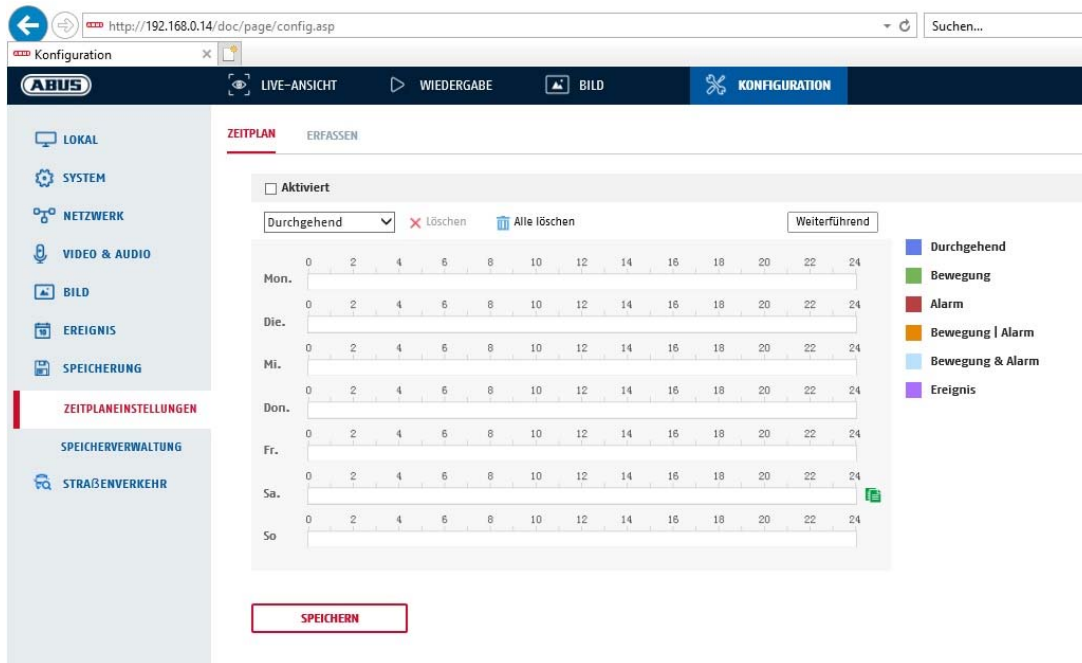 http://192.168.0.14/doc/page/config.asp
Suchen...
Konfiguration
ABUS
LIVE-ANSICHT
WIEDERGABE
BILD
KONFIGURATION
LOKAL
SYSTEM
NETZWERK
VIDEO & AUDIO
BILD
EREIGNIS
SPEICHERUNG
ZEITPLANEINSTELLUNGEN
SPEICHERVERWALTUNG
STRAßENVERKEHR
ZEITPLAN
ERFASSEN
Aktiviert
Durchgehend
Löschen
Alle löschen
Weiterführend
0 2 4 6 8 10 12 14 16 18 20 22 24
Mon.
0 2 4 6 8 10 12 14 16 18 20 22 24
Die.
0 2 4 6 8 10 12 14 16 18 20 22 24
Mi.
0 2 4 6 8 10 12 14 16 18 20 22 24
Don.
0 2 4 6 8 10 12 14 16 18 20 22 24
Fr.
0 2 4 6 8 10 12 14 16 18 20 22 24
Sa.
0 2 4 6 8 10 12 14 16 18 20 22 24
So
Durchgehend
Bewegung
Alarm
Bewegung | Alarm
Bewegung & Alarm
Ereignis
SPEICHERN